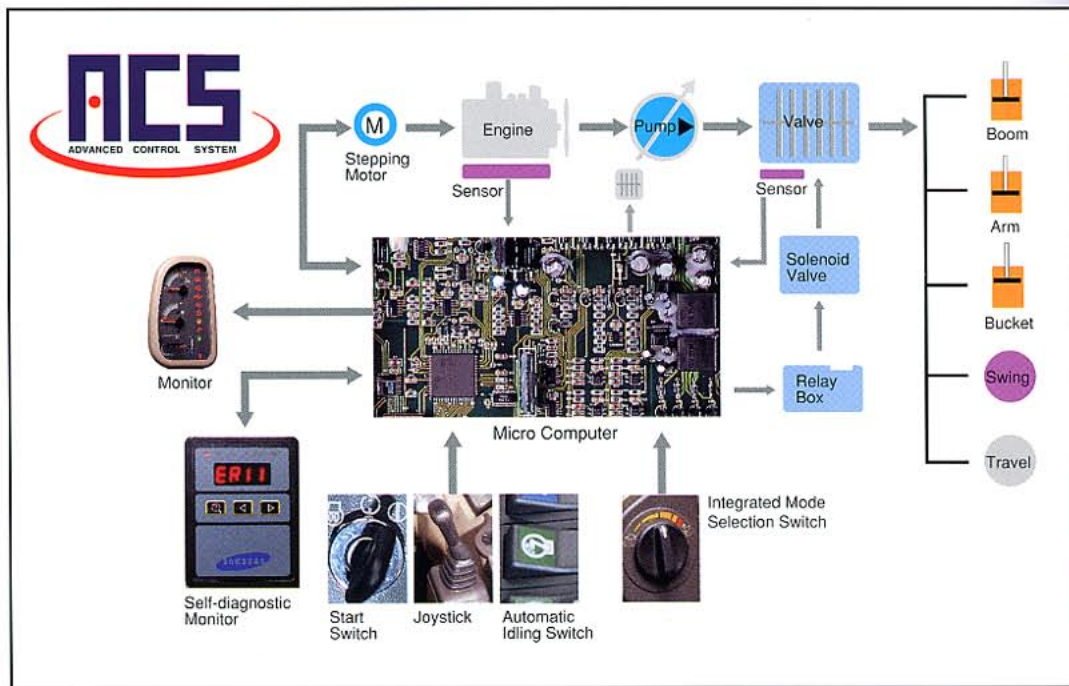 ACS
ADVANCED CONTROL SYSTEM
M
Stepping
Motor
Engine
Sensor
Pump
Valve
Sensor
Solenoid
Valve
Relay
Box
Boom
Arm
Bucket
Swing
Travel
Monitor
Micro Computer
ER11
SAMSUNG
Self-diagnostic
Monitor
Start
Switch
Joystick
Automatic
Idling Switch
Integrated Mode
Selection Switch